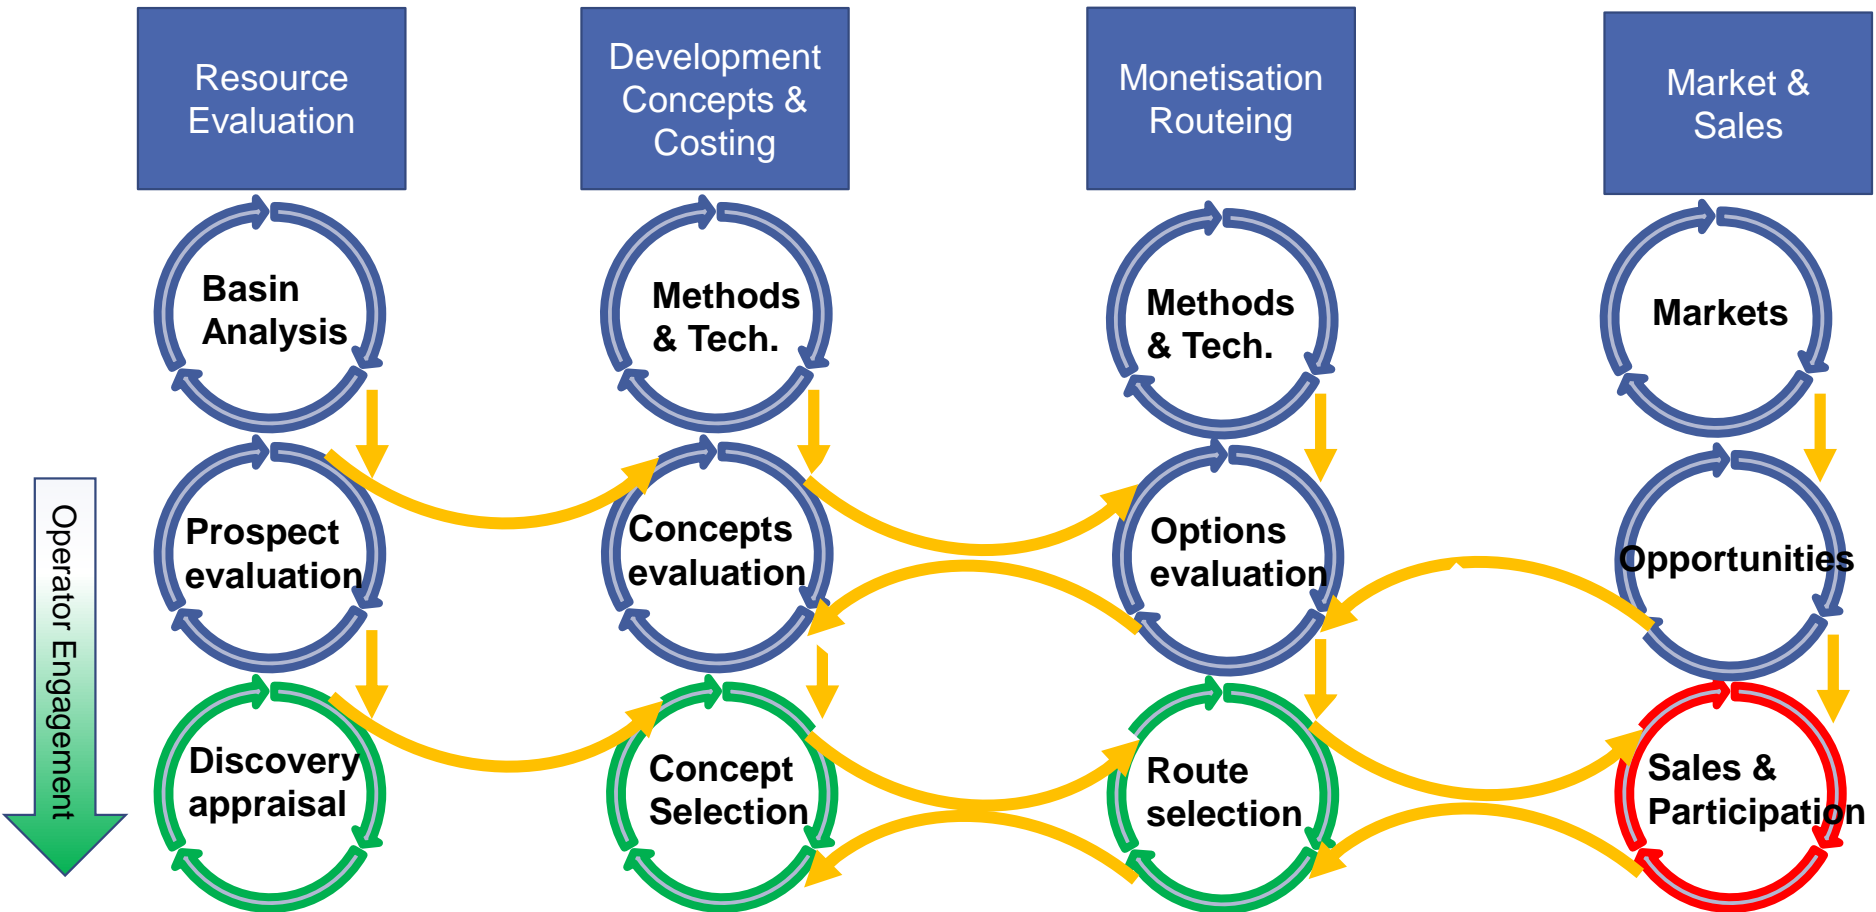 Resource
Evaluation
Development
Concepts &
Costing
Monetisation
Routeing
Market &
Sales
Basin
Analysis
Methods
& Tech.
Methods
& Tech.
Markets
Operator Engagement
Prospect
evaluation
Concepts
evaluation
Options
evaluation
Opportunities
Discovery
appraisal
Concept
Selection
Route
selection
Sales &
Participation